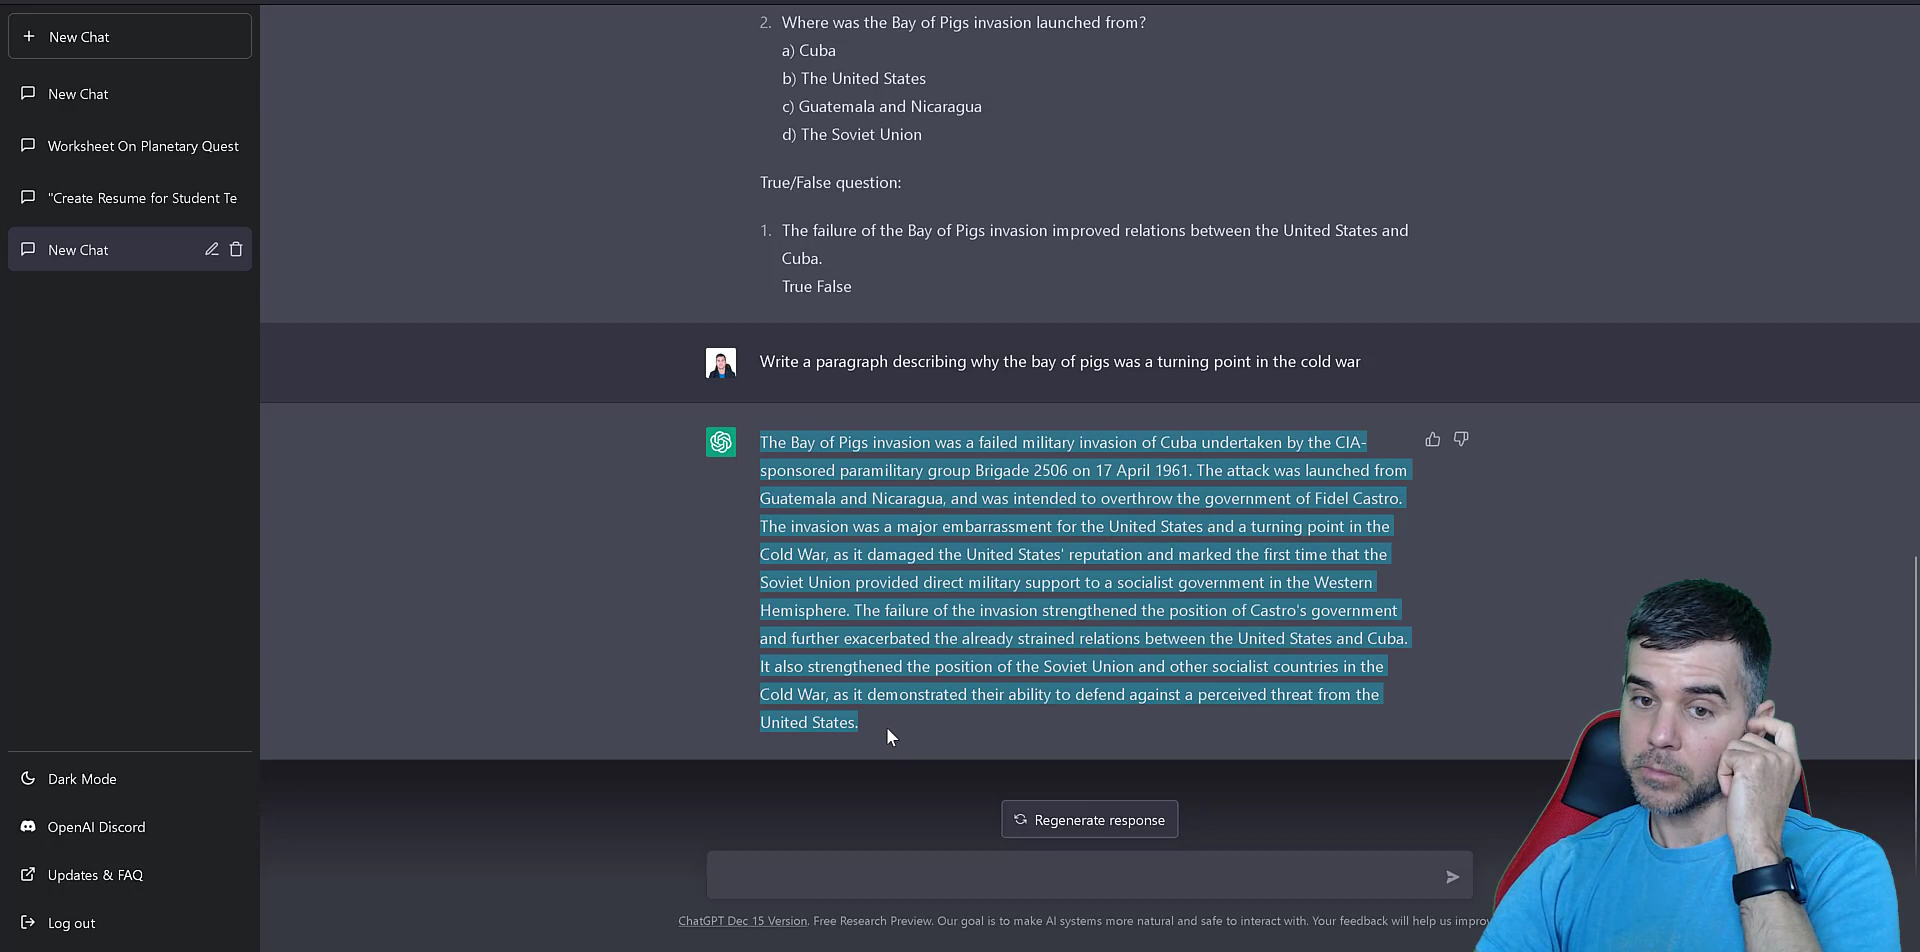 New Chat
New Chat
Worksheet On Planetary Quest
"Create Resume for Student Te
New Chat
Dark Mode
OpenAI Discord
Updates & FAQ
Log out
2. Where was the Bay of Pigs invasion launched from?
a) Cuba
b) The United States
c) Guatemala and Nicaragua
d) The Soviet Union
True/False question:
1. The failure of the Bay of Pigs invasion improved relations between the United States and
Cuba.
True False
Write a paragraph describing why the bay of pigs was a turning point in the cold war
The Bay of Pigs invasion was a failed military invasion of Cuba undertaken by the CIA-
sponsored paramilitary group Brigade 2506 on 17 April 1961. The attack was launched from
Guatemala and Nicaragua, and was intended to overthrow the government of Fidel Castro.
The invasion was a major embarrassment for the United States and a turning point in the
Cold War, as it damaged the United States' reputation and marked the first time that the
Soviet Union provided direct military support to a socialist government in the Western
Hemisphere. The failure of the invasion strengthened the position of Castro's government
and further exacerbated the already strained relations between the United States and Cuba.
It also strengthened the position of the Soviet Union and other socialist countries in the
Cold War, as it demonstrated their ability to defend against a perceived threat from the
United States.
Regenerate response
ChatGPT Dec 15 Version. Free Research Preview. Our goal is to make AI systems more natural and safe to interact with. Your feedback will help us improv